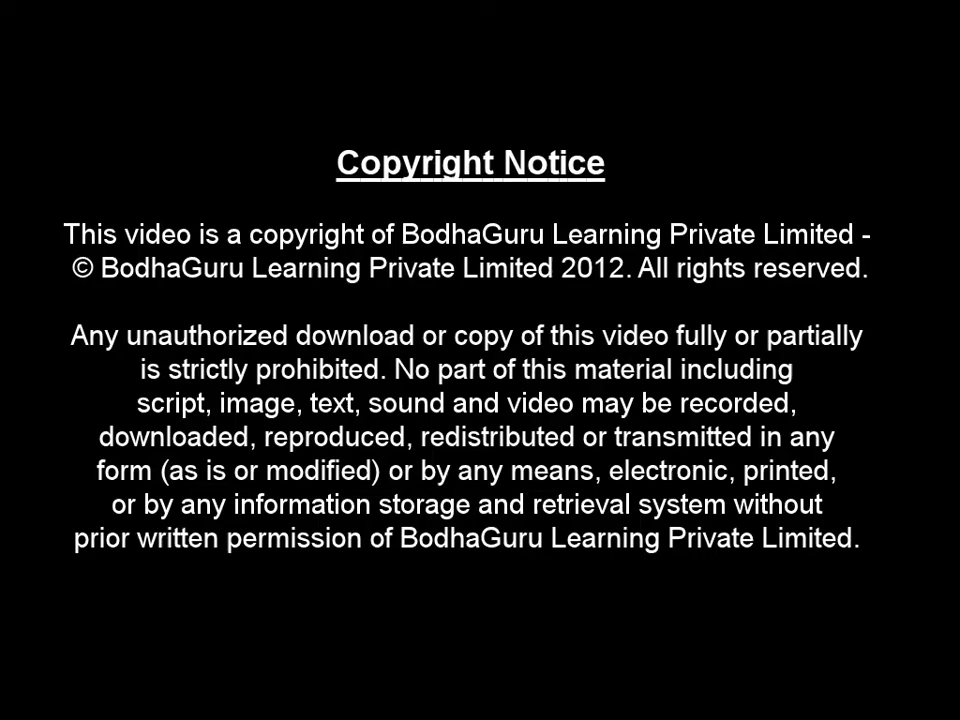 Copyright Notice
This video is a copyright of BodhaGuru Learning Private Limited -
© BodhaGuru Learning Private Limited 2012. All rights reserved.
Any unauthorized download or copy of this video fully or partially
is strictly prohibited. No part of this material including
script, image, text, sound and video may be recorded,
downloaded, reproduced, redistributed or transmitted in any
form (as is or modified) or by any means, electronic, printed,
or by any information storage and retrieval system without
prior written permission of BodhaGuru Learning Private Limited.